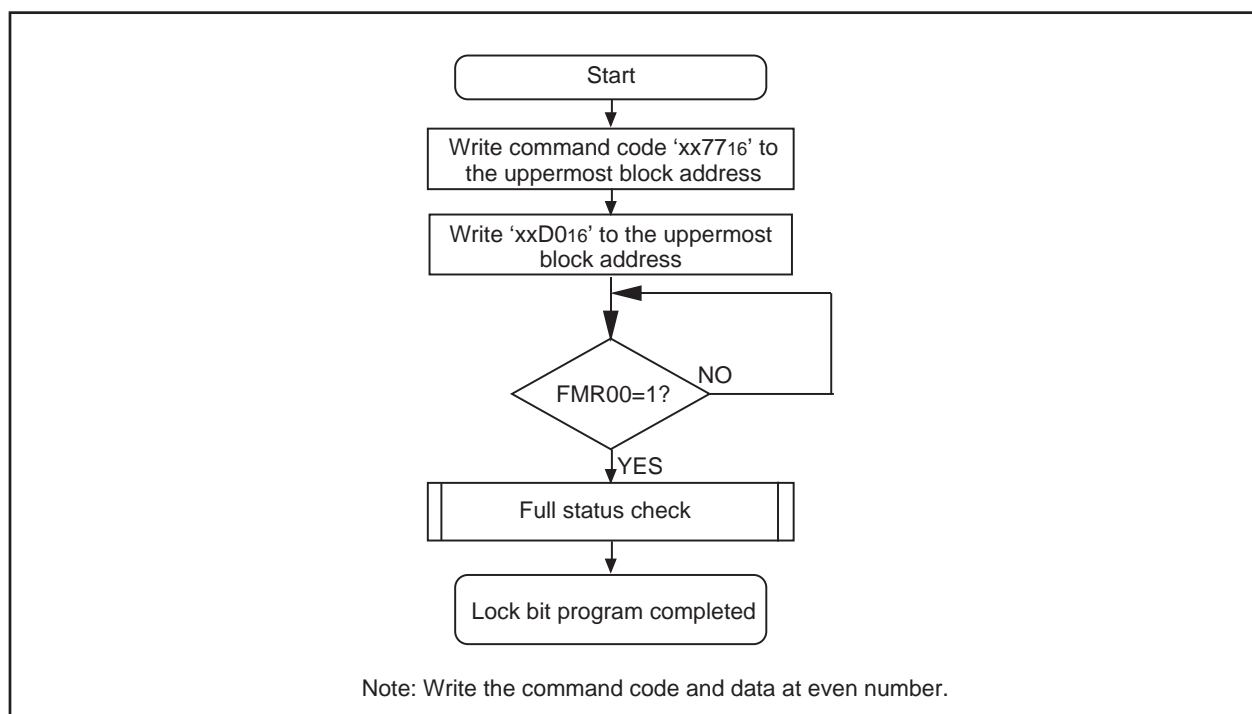 Start
Write command code ‘xx7716’ to
the uppermost block address
Write ‘xxD016’ to the uppermost
block address
NO
FMR00=1?
YES
Full status check
Lock bit program completed
Note: Write the command code and data at even number.